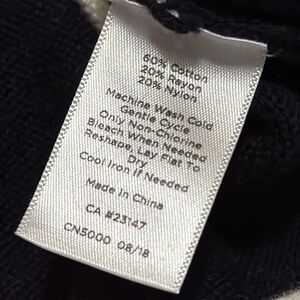 60% Cotton
20% Rayon
20% Nylon
Machine Wash Cold
Gentle Cycle
Only Non-Chlorine
Bleach When Needed
Reshape, Lay Flat To
Dry
Cool Iron If Needed
Made in China
CA #23147
CN5000 08/18